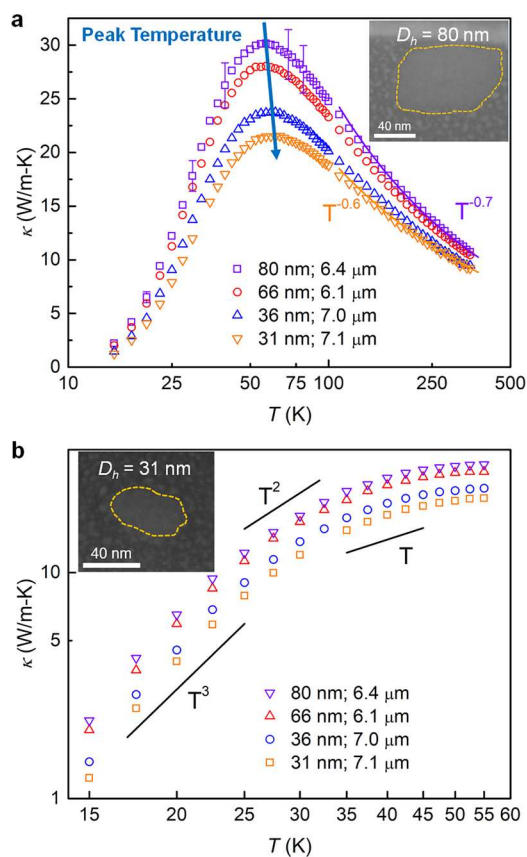 a
Peak Temperature
D_h = 80 nm
40 nm
κ (W/m-K)
30
25
20
15
10
5
0
T^-0.6
T^-0.7
80 nm; 6.4 μm
66 nm; 6.1 μm
36 nm; 7.0 μm
31 nm; 7.1 μm
10 25 50 75 100 250 500
T (K)
b
D_h = 31 nm
40 nm
κ (W/m-K)
10
5
1
T^2
T
T^3
80 nm; 6.4 μm
66 nm; 6.1 μm
36 nm; 7.0 μm
31 nm; 7.1 μm
15 20 25 30 35 40 45 50 55 60
T (K)